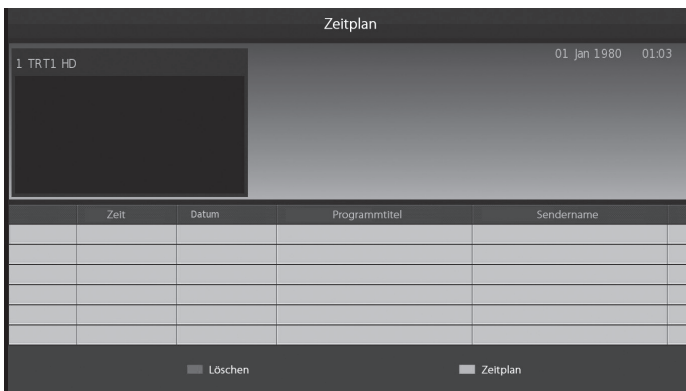 Zeitplan
01 Jan 1980 01:03
1 TRT1 HD
Zeit Datum Programmtitel Sendername
Löschen Zeitplan